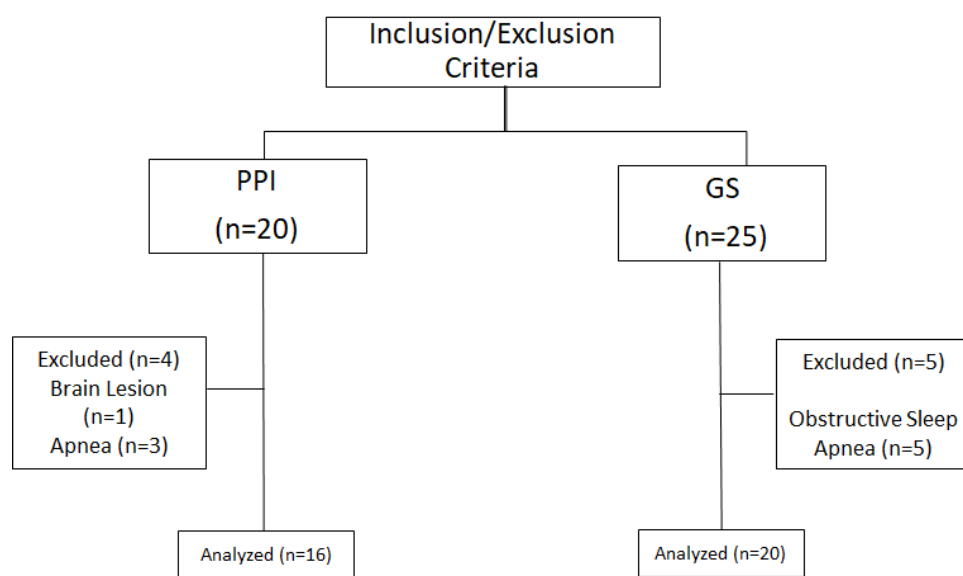 Inclusion/Exclusion
Criteria
PPI
(n=20)
GS
(n=25)
Excluded (n=4)
Brain Lesion
(n=1)
Apnea (n=3)
Excluded (n=5)
Obstructive Sleep
Apnea (n=5)
Analyzed (n=16)
Analyzed (n=20)